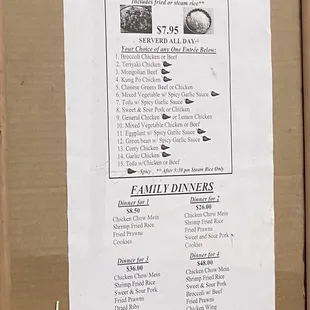 Includes fried or steam rice**
$7.95
SERVERD ALL DAY
Your Choice of any One Entrée Below:
1. Broccoli Chicken or Beef
2. Teriyaki Chicken
3. Mongolian Beef
4. Kung Po Chicken
5. Chinese Greens Beef or Chicken
6. Mixed Vegetable w/ Spicy Garlic Sauce
7. Tofu w/ Spicy Garlic Sauce
8. Sweet & Sour Pork or Chicken
9. General Chicken or Lemon Chicken
10. Mixed Vegetable Chicken or Beef
11. Eggplant w/ Spicy Garlic Sauce
12. Green bean w/ Spicy Garlic Sauce
13. Curry Chicken
14. Garlic Chicken
15. Tofu w/Chicken or Beef
Spicy ** After 3:30 pm Steam Rice Only
FAMILY DINNERS
Dinner for 1
$8.50
Chicken Chow Mein
Shrimp Fried Rice
Fried Prawns
Cookies
Dinner for 2
$26.00
Chicken Chow Mein
Shrimp Fried Rice
Fried Prawns
Sweet and Sour Pork
Cookies
Dinner for 3
$36.00
Chicken Chow Mein
Shrimp Fried Rice
Sweet & Sour Pork
Fried Prawns
Dried Ribs
Dinner for 4
$48.00
Chicken Chow Mein
Shrimp Fried Rice
Sweet & Sour Pork
Broccoli w/ Beef
Fried Prawns
Chicken Wing